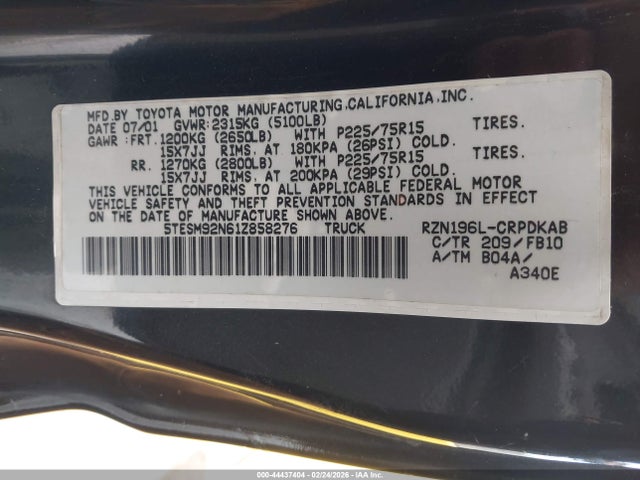 MFD.BY TOYOTA MOTOR MANUFACTURING,CALIFORNIA,INC.
DATE 07/01 GVWR:2315KG (5100LB)
GAWR :FRT.1200KG (2650LB) WITH P225/75R15 TIRES.
15X7JJ RIMS. AT 180KPA (26PSI) COLD.
RR. 1270KG (2800LB) WITH P225/75R15 TIRES.
15X7JJ RIMS. AT 200KPA (29PSI) COLD.
THIS VEHICLE CONFORMS TO ALL APPLICABLE FEDERAL MOTOR
VEHICLE SAFETY AND THEFT PREVENTION STANDARDS IN EFFECT
ON THE DATE OF MANUFACTURE SHOWN ABOVE.
5TESM92N61Z858276 TRUCK RZN196L-CRPDKAB
C/TR 209/FB10
A/TM B04A/
A340E
000-44437404 - 02/24/2026 - IAA Inc.